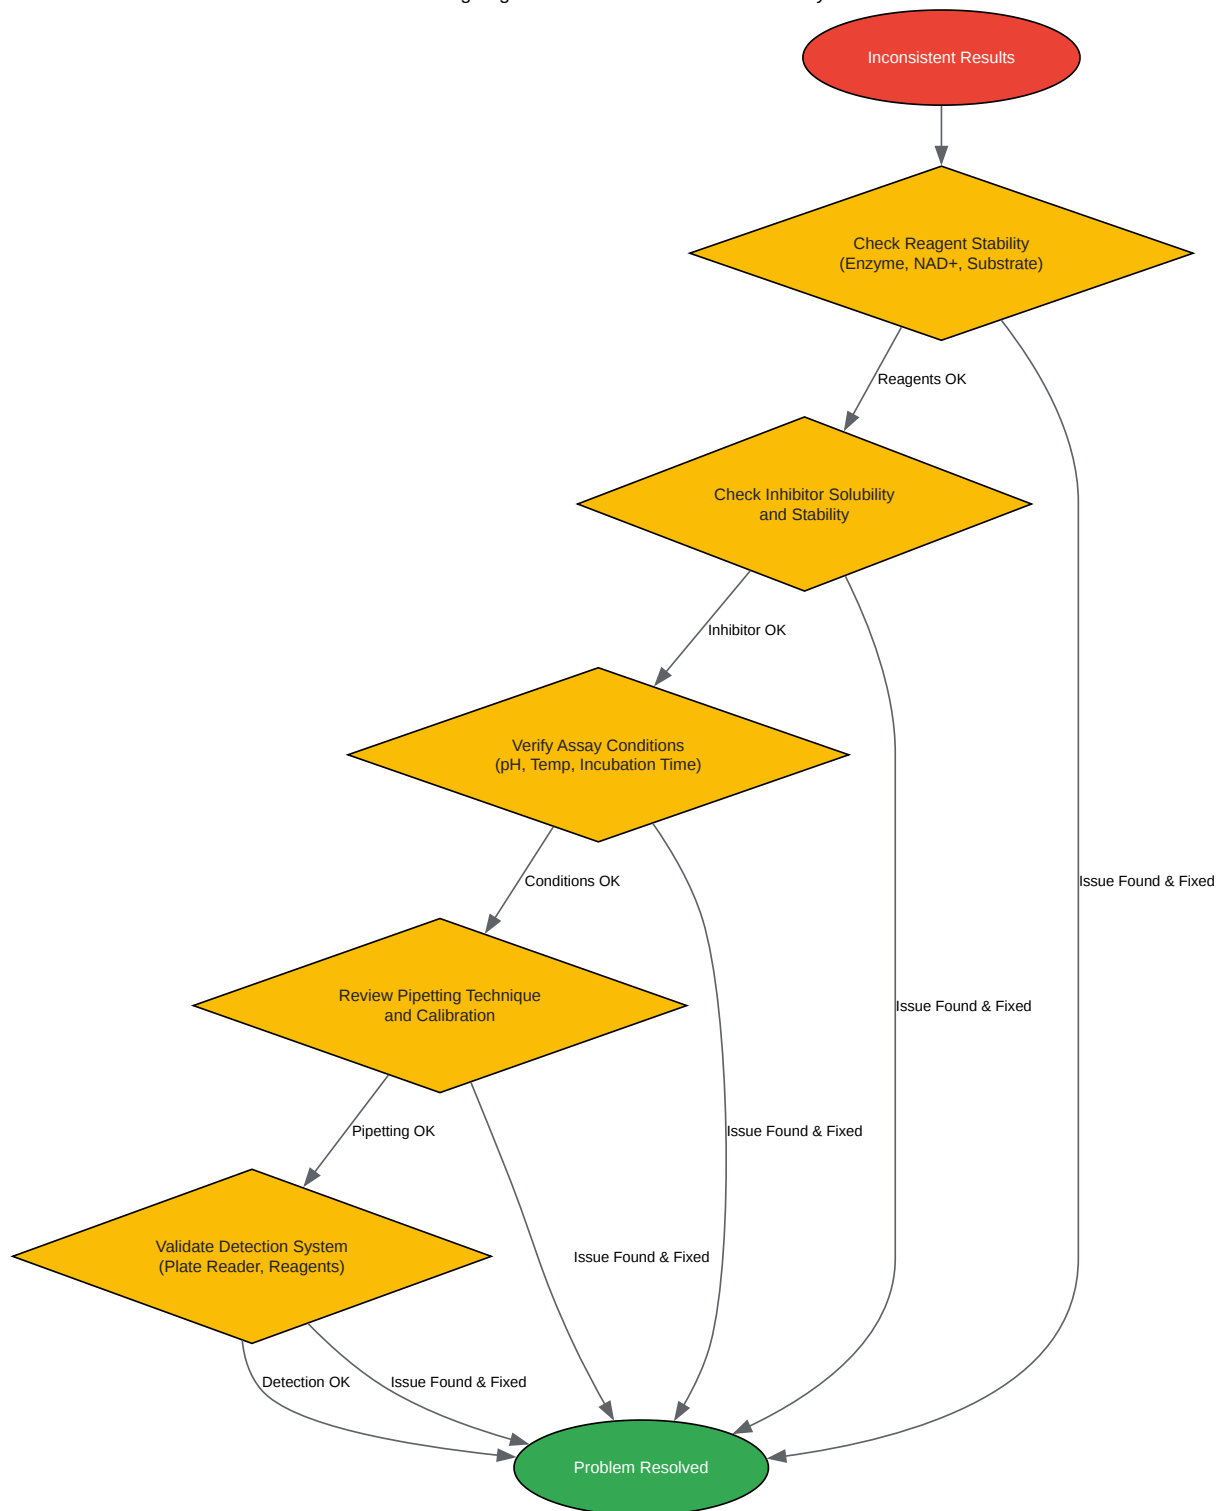 Inconsistent Results
Check Reagent Stability
(Enzyme, NAD+, Substrate)
Reagents OK
Check Inhibitor Solubility
and Stability
Inhibitor OK
Verify Assay Conditions
(pH, Temp, Incubation Time)
Conditions OK
Issue Found & Fixed
Review Pipetting Technique
and Calibration
Issue Found & Fixed
Pipetting OK
Issue Found & Fixed
Validate Detection System
(Plate Reader, Reagents)
Issue Found & Fixed
Detection OK
Issue Found & Fixed
Problem Resolved